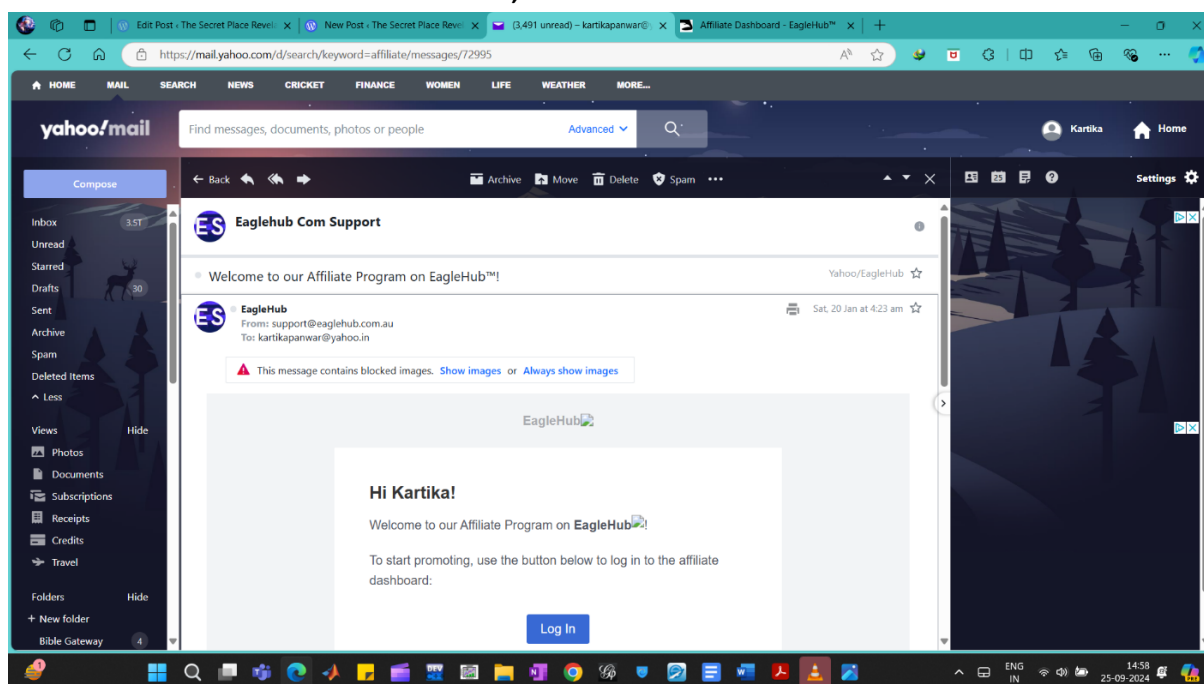 Edit Post ‹ The Secret Place Revel
New Post ‹ The Secret Place Revel
(3,491 unread) – kartikapanwar@
Affiliate Dashboard - EagleHub™
https://mail.yahoo.com/d/search/keyword=affiliate/messages/72995
HOME MAIL SEARCH NEWS CRICKET FINANCE WOMEN LIFE WEATHER MORE...
yahoo!mail
Find messages, documents, photos or people
Advanced
Kartika
Home
Compose
Back
Archive Move Delete Spam
25
Settings
Inbox
Unread
Starred
Drafts 30
Sent
Archive
Spam
Deleted Items
Less
Views Hide
Photos
Documents
Subscriptions
Receipts
Credits
Travel
Folders Hide
+ New folder
Bible Gateway 4
ES
Eaglehub Com Support
Welcome to our Affiliate Program on EagleHub™!
Yahoo/EagleHub
ES
EagleHub
From: support@eaglehub.com.au
To: kartikapanwar@yahoo.in
Sat, 20 Jan at 4:23 am
This message contains blocked images. Show images or Always show images
EagleHub
Hi Kartika!
Welcome to our Affiliate Program on EagleHub!
To start promoting, use the button below to log in to the affiliate
dashboard:
Log In
ENG
IN
14:58
25-09-2024